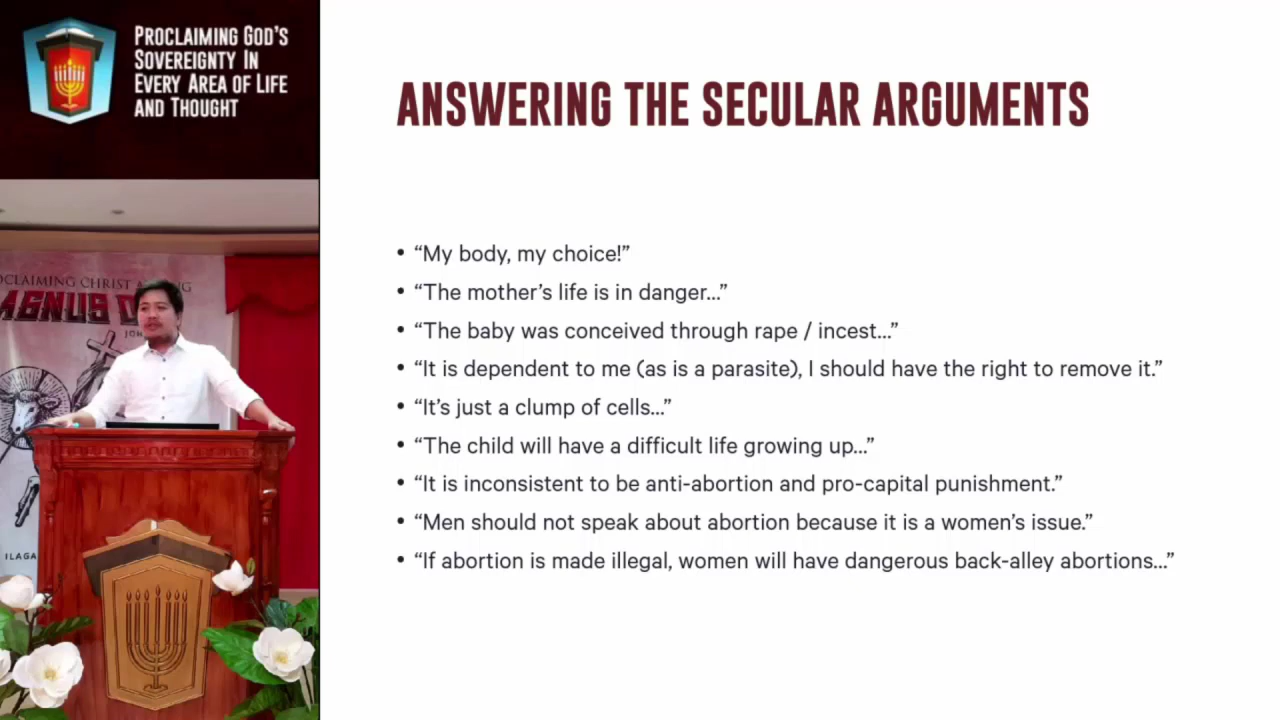 PROCLAIMING GOD'S
SOVEREIGNTY IN
EVERY AREA OF LIFE
AND THOUGHT
ANSWERING THE SECULAR ARGUMENTS
• “My body, my choice!”
• “The mother’s life is in danger...”
• “The baby was conceived through rape / incest...”
• “It is dependent to me (as is a parasite), I should have the right to remove it.”
• “It’s just a clump of cells...”
• “The child will have a difficult life growing up...”
• “It is inconsistent to be anti-abortion and pro-capital punishment.”
• “Men should not speak about abortion because it is a women’s issue.”
• “If abortion is made illegal, women will have dangerous back-alley abortions...”
CHRIST
ILAGA